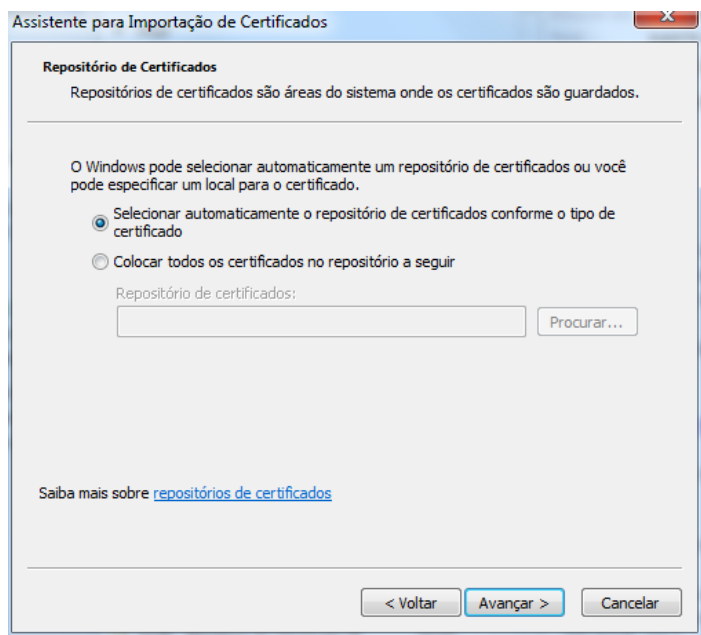 Assistente para Importação de Certificados
Repositório de Certificados
Repositórios de certificados são áreas do sistema onde os certificados são guardados.
O Windows pode selecionar automaticamente um repositório de certificados ou você
pode especificar um local para o certificado.
Selecionar automaticamente o repositório de certificados conforme o tipo de
certificado
Colocar todos os certificados no repositório a seguir
Repositório de certificados:
Procurar...
Saiba mais sobre repositórios de certificados
< Voltar
Avançar >
Cancelar